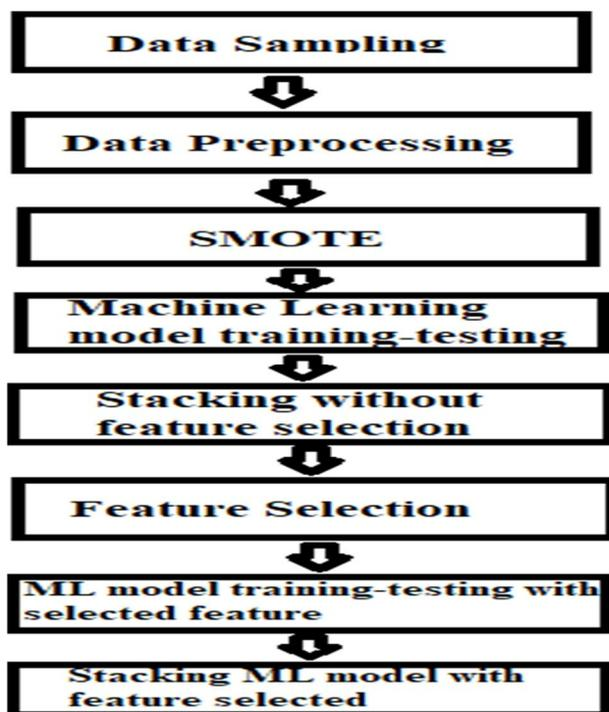 Data Sampling
Data Preprocessing
SMOTE
Machine Learning
model training-testing
Stacking without
feature selection
Feature Selection
ML model training-testing with
selected feature
Stacking ML model with
feature selected